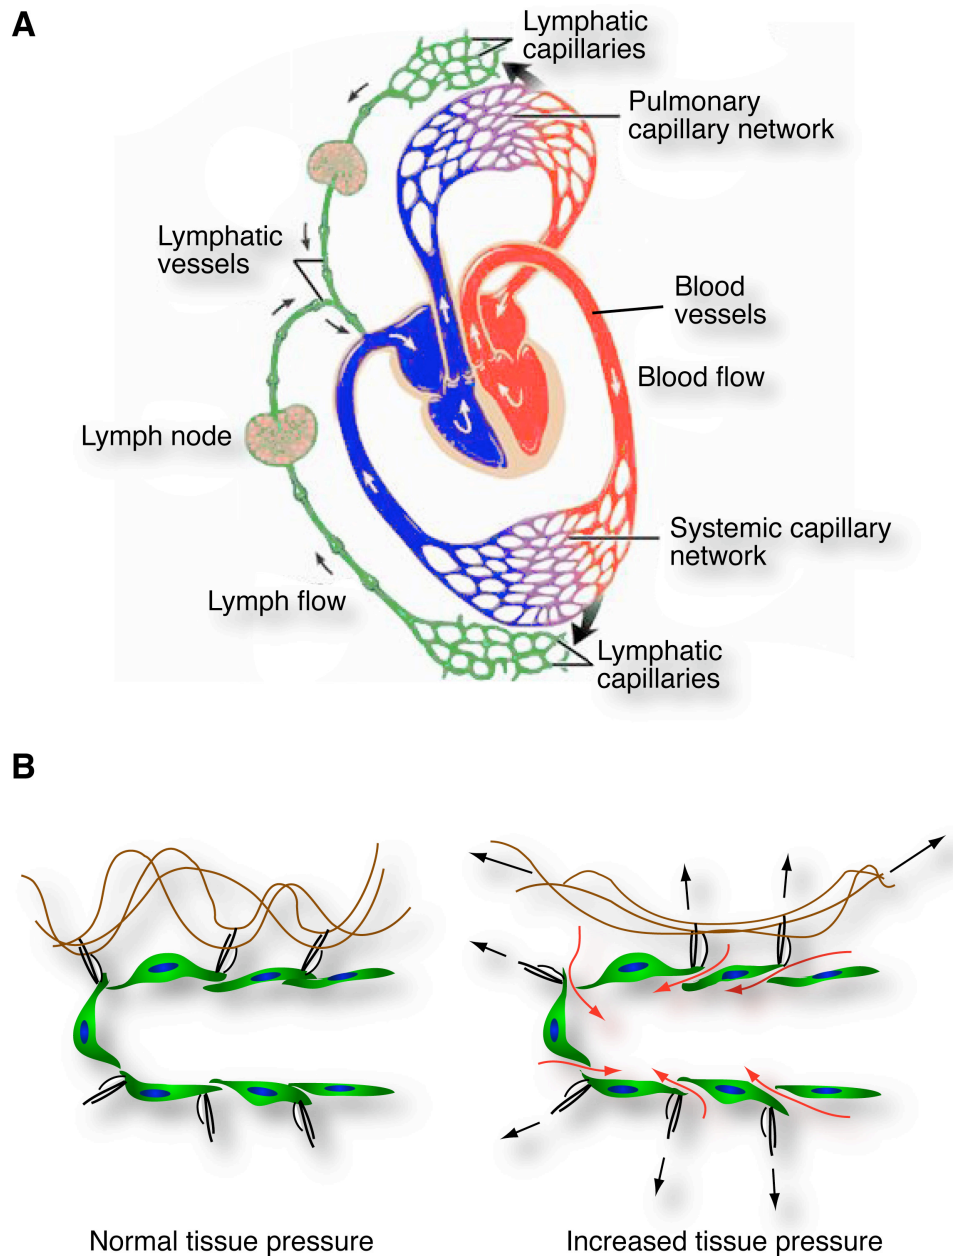 A
Lymphatic
capillaries
Pulmonary
capillary network
Lymphatic
vessels
Blood
vessels
Blood flow
Lymph node
Systemic capillary
network
Lymph flow
Lymphatic
capillaries
B
Normal tissue pressure
Increased tissue pressure